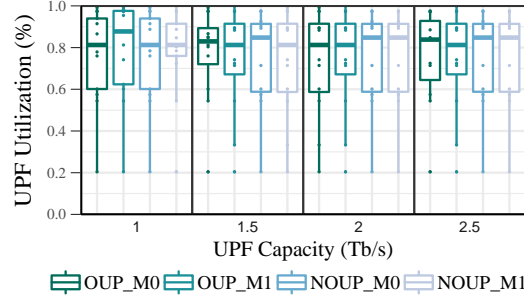 UPF Utilization (%)
1.0
0.8
0.6
0.4
0.2
0.0
1 1.5 2 2.5
UPF Capacity (Tb/s)
OUP_M0 OUP_M1 NOUP_M0 NOUP_M1